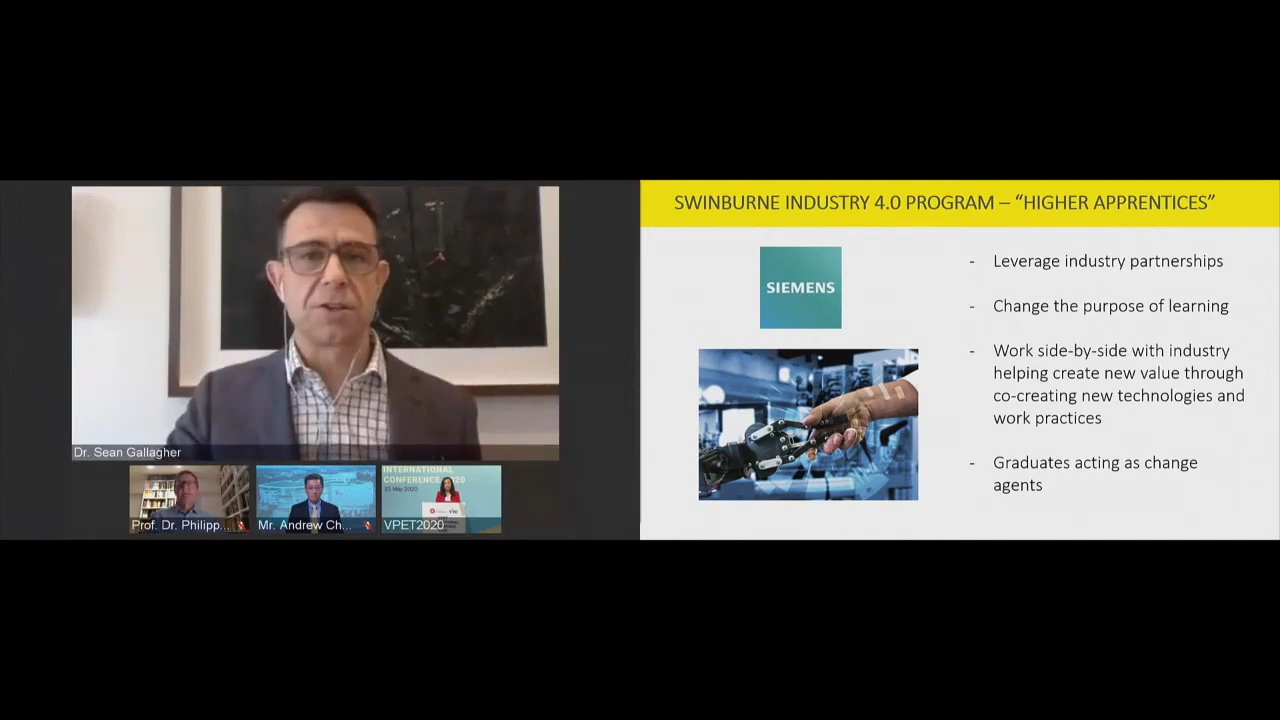 Dr. Sean Gallagher
Prof. Dr. Philipp...
Mr. Andrew Ch...
INTERNATIONAL
CONFERENCE 2020
VPET2020
SWINBURNE INDUSTRY 4.0 PROGRAM – “HIGHER APPRENTICES”
SIEMENS
- Leverage industry partnerships
- Change the purpose of learning
- Work side-by-side with industry
helping create new value through
co-creating new technologies and
work practices
- Graduates acting as change
agents